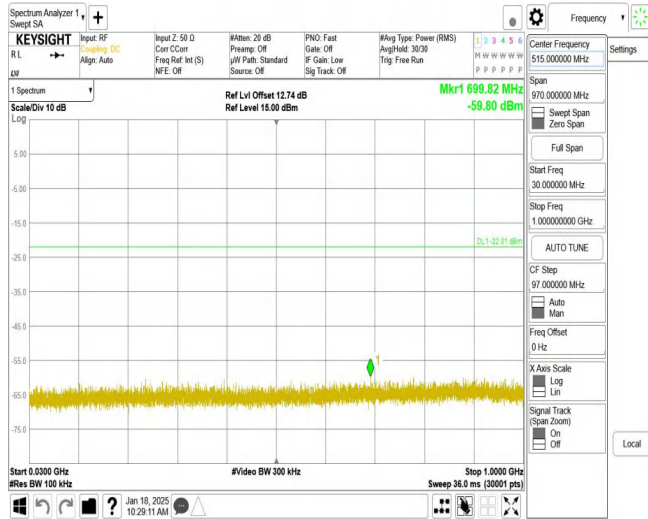 Spectrum Analyzer 1
Swept SA
+
Frequency
KEYSIGHT
RL
Input: RF
Coupling: DC
Align: Auto
Input Z: 50 Ω
Corr CCorr
Freq Ref: Int (S)
NFE: Off
#Atten: 20 dB
Preamp: Off
µW Path: Standard
Source: Off
PNO: Fast
Gate: Off
IF Gain: Low
Sig Track: Off
#Avg Type: Power (RMS)
Avg|Hold: 30/30
Trig: Free Run
1 2 3 4 5 6
M W W W W W
P P P P P P
1 Spectrum
Scale/Div 10 dB
Log
Ref Lvl Offset 12.74 dB
Ref Level 15.00 dBm
Mkr1 699.82 MHz
-59.80 dBm
5.00
-5.00
-15.0
DL1 -22.01 dBm
-25.0
-35.0
-45.0
-55.0
1
-65.0
-75.0
Start 0.0300 GHz
#Res BW 100 kHz
#Video BW 300 kHz
Stop 1.0000 GHz
Sweep 36.0 ms (30001 pts)
?
Jan 18, 2025
10:29:11 AM
Center Frequency
515.000000 MHz
Span
970.000000 MHz
Swept Span
Zero Span
Full Span
Start Freq
30.000000 MHz
Stop Freq
1.000000000 GHz
AUTO TUNE
CF Step
97.000000 MHz
Auto
Man
Freq Offset
0 Hz
X Axis Scale
Log
Lin
Signal Track
(Span Zoom)
On
Off
Settings
Local